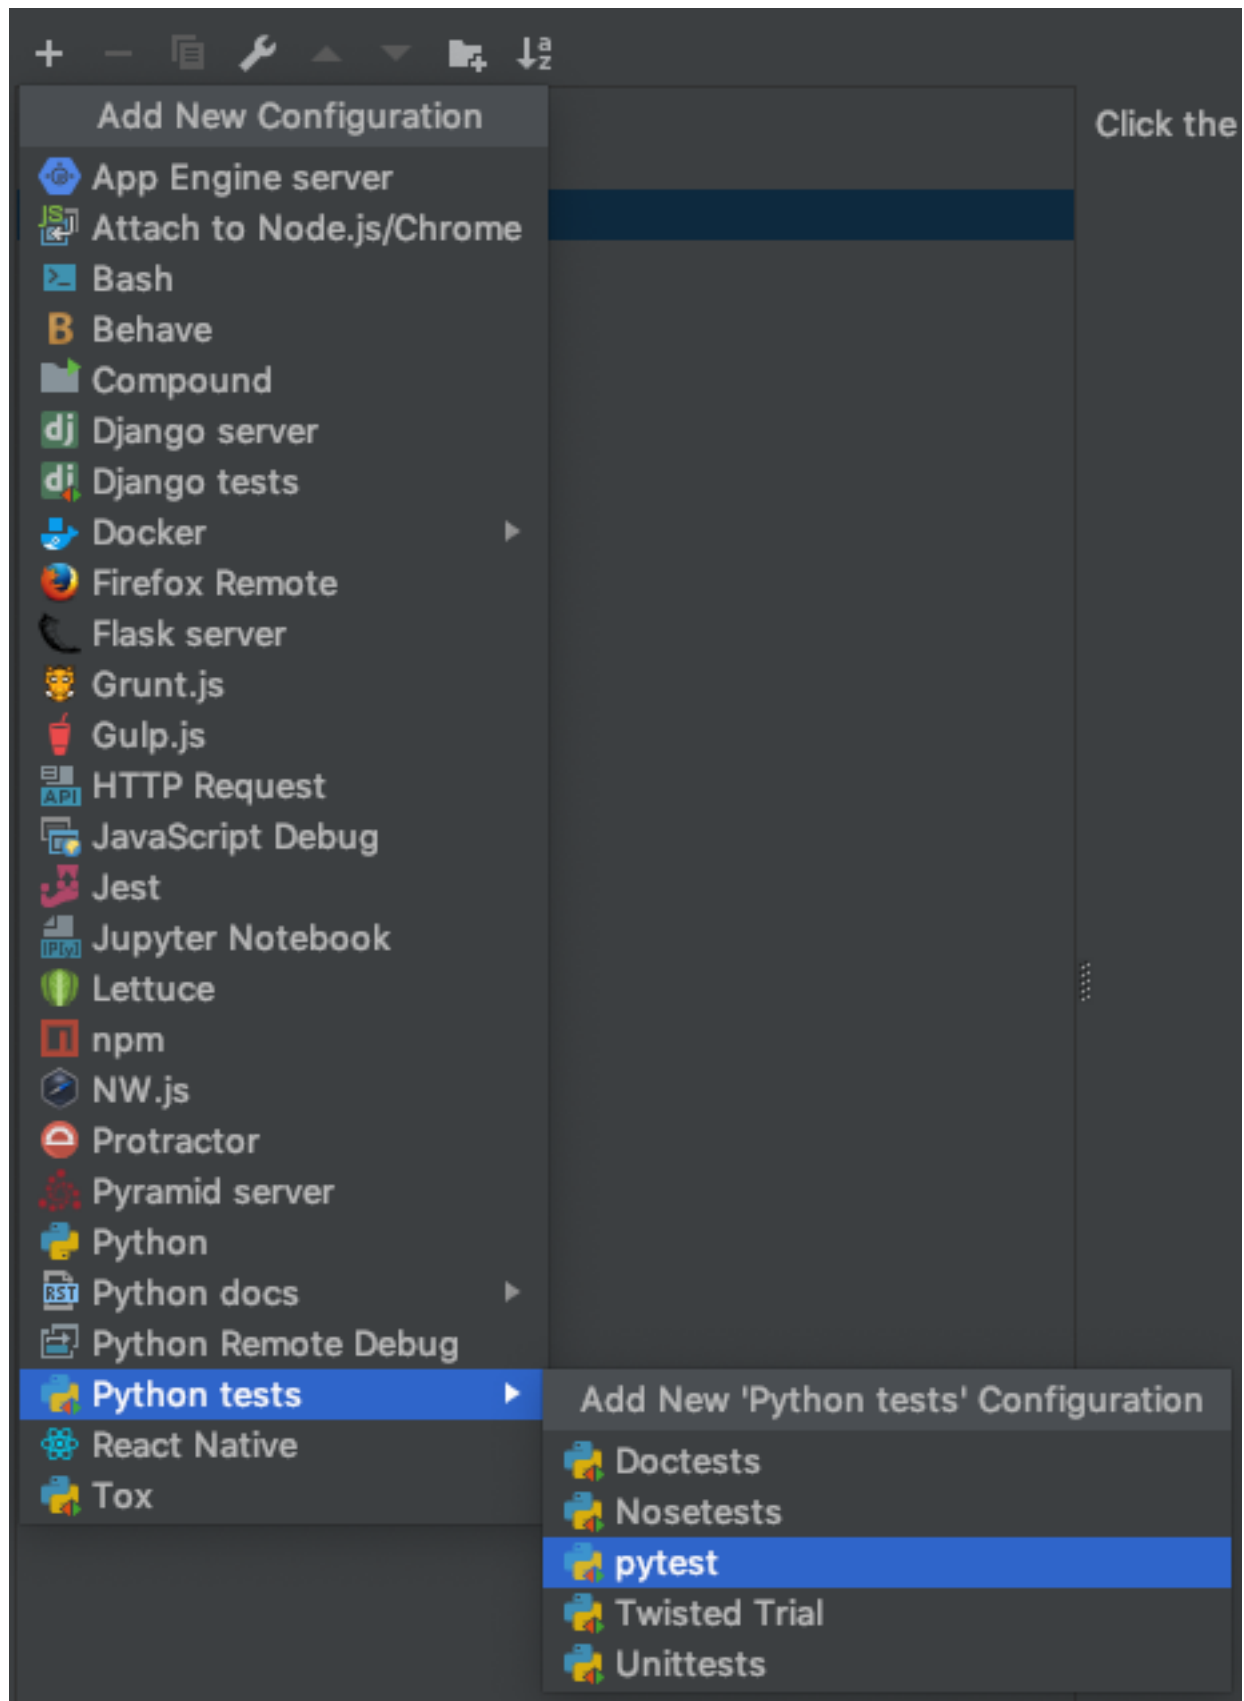 Add New Configuration
Click the
App Engine server
Attach to Node.js/Chrome
Bash
Behave
Compound
Django server
Django tests
Docker
Firefox Remote
Flask server
Grunt.js
Gulp.js
HTTP Request
JavaScript Debug
Jest
Jupyter Notebook
Lettuce
npm
NW.js
Protractor
Pyramid server
Python
Python docs
Python Remote Debug
Python tests
React Native
Tox
Add New 'Python tests' Configuration
Doctests
Nosetests
pytest
Twisted Trial
Unittests